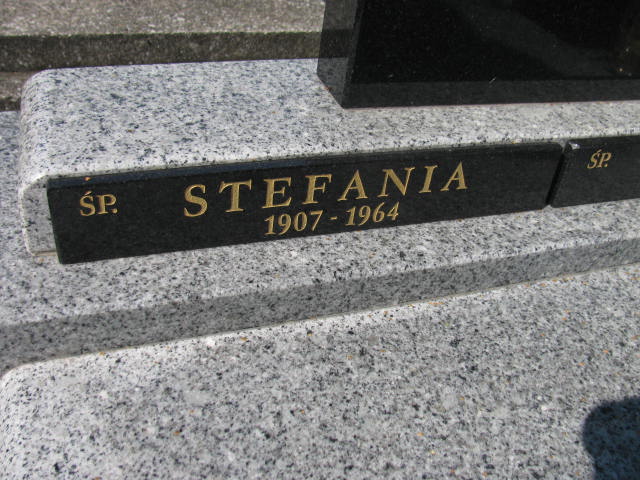 ŚP. STEFANIA
1907 - 1964
ŚP.